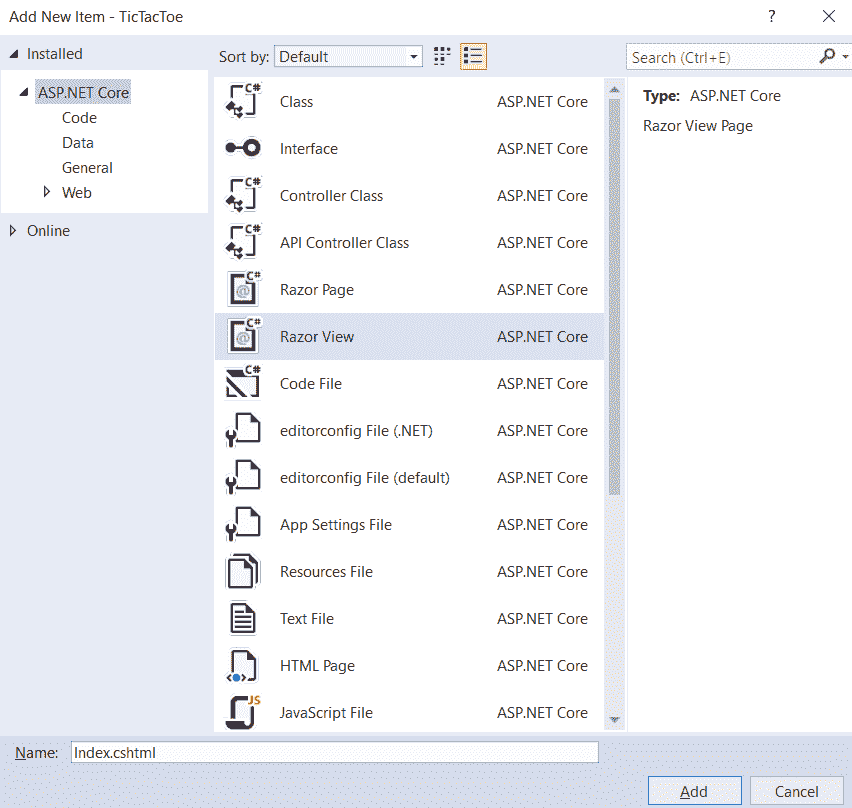 Add New Item - TicTacToe ?
Installed
Sort by: Default
Search (Ctrl+E)
ASP.NET Core
Code
Data
General
Web
Online
C# Class ASP.NET Core
Interface ASP.NET Core
C# Controller Class ASP.NET Core
C# API Controller Class ASP.NET Core
C# @ Razor Page ASP.NET Core
C# @ Razor View ASP.NET Core
C# Code File ASP.NET Core
editorconfig File (.NET) ASP.NET Core
editorconfig File (default) ASP.NET Core
App Settings File ASP.NET Core
Resources File ASP.NET Core
Text File ASP.NET Core
HTML Page ASP.NET Core
JS JavaScript File ASP.NET Core
Type: ASP.NET Core
Razor View Page
Name: Index.cshtml
Add Cancel